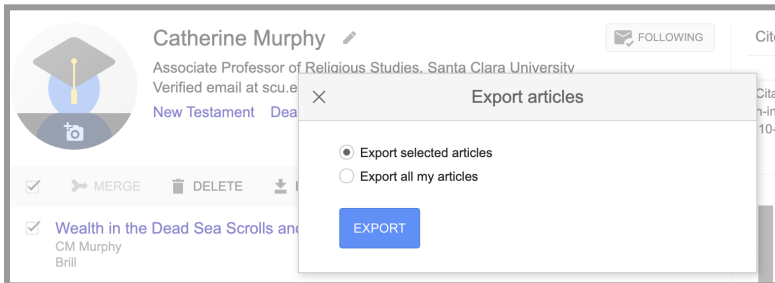 Catherine Murphy
FOLLOWING
Associate Professor of Religious Studies, Santa Clara University
Verified email at scu.e
New Testament Dea
Export articles
Export selected articles
Export all my articles
EXPORT
MERGE
DELETE
Wealth in the Dead Sea Scrolls and
CM Murphy
Brill
10-